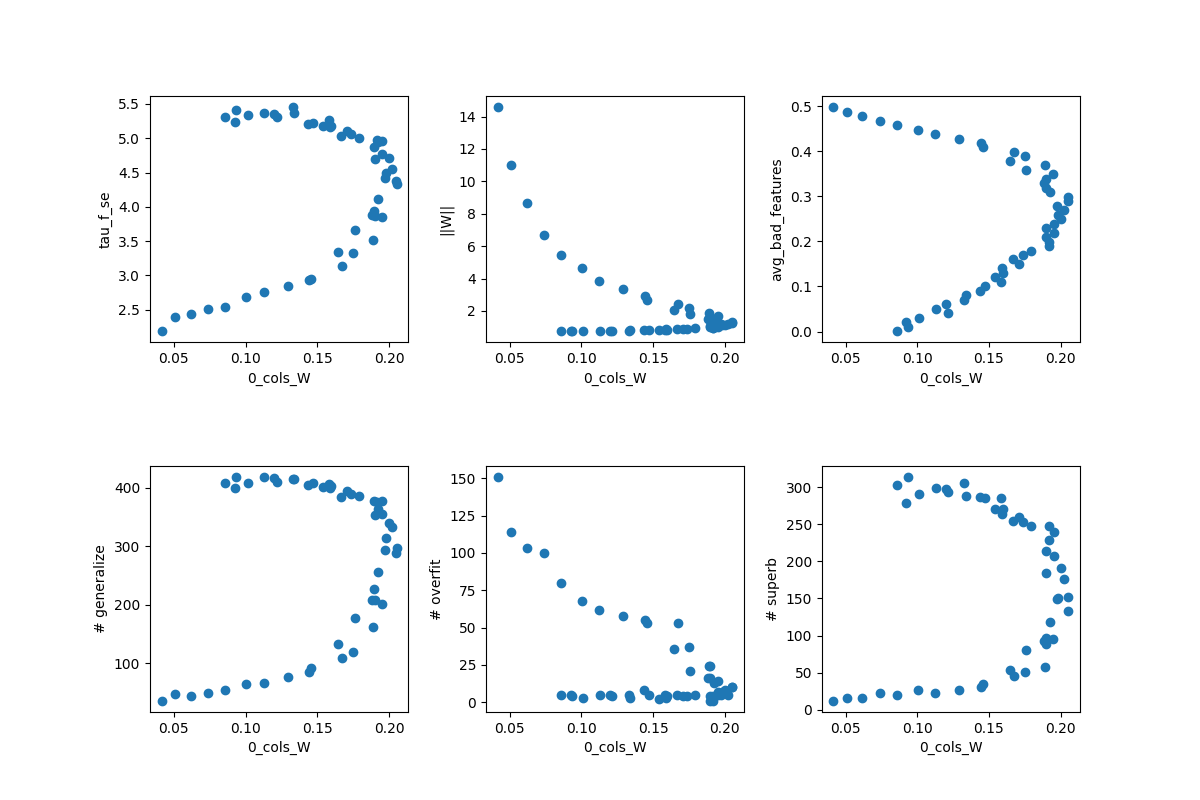 5.5
5.0
4.5
4.0
3.5
3.0
2.5
tau_f_se
0.05 0.10 0.15 0.20
0_cols_W
14
12
10
8
6
4
2
||W||
0.05 0.10 0.15 0.20
0_cols_W
0.5
0.4
0.3
0.2
0.1
0.0
avg_bad_features
0.05 0.10 0.15 0.20
0_cols_W
400
300
200
100
# generalize
0.05 0.10 0.15 0.20
0_cols_W
150
125
100
75
50
25
0
# overfit
0.05 0.10 0.15 0.20
0_cols_W
300
250
200
150
100
50
0
# superb
0.05 0.10 0.15 0.20
0_cols_W